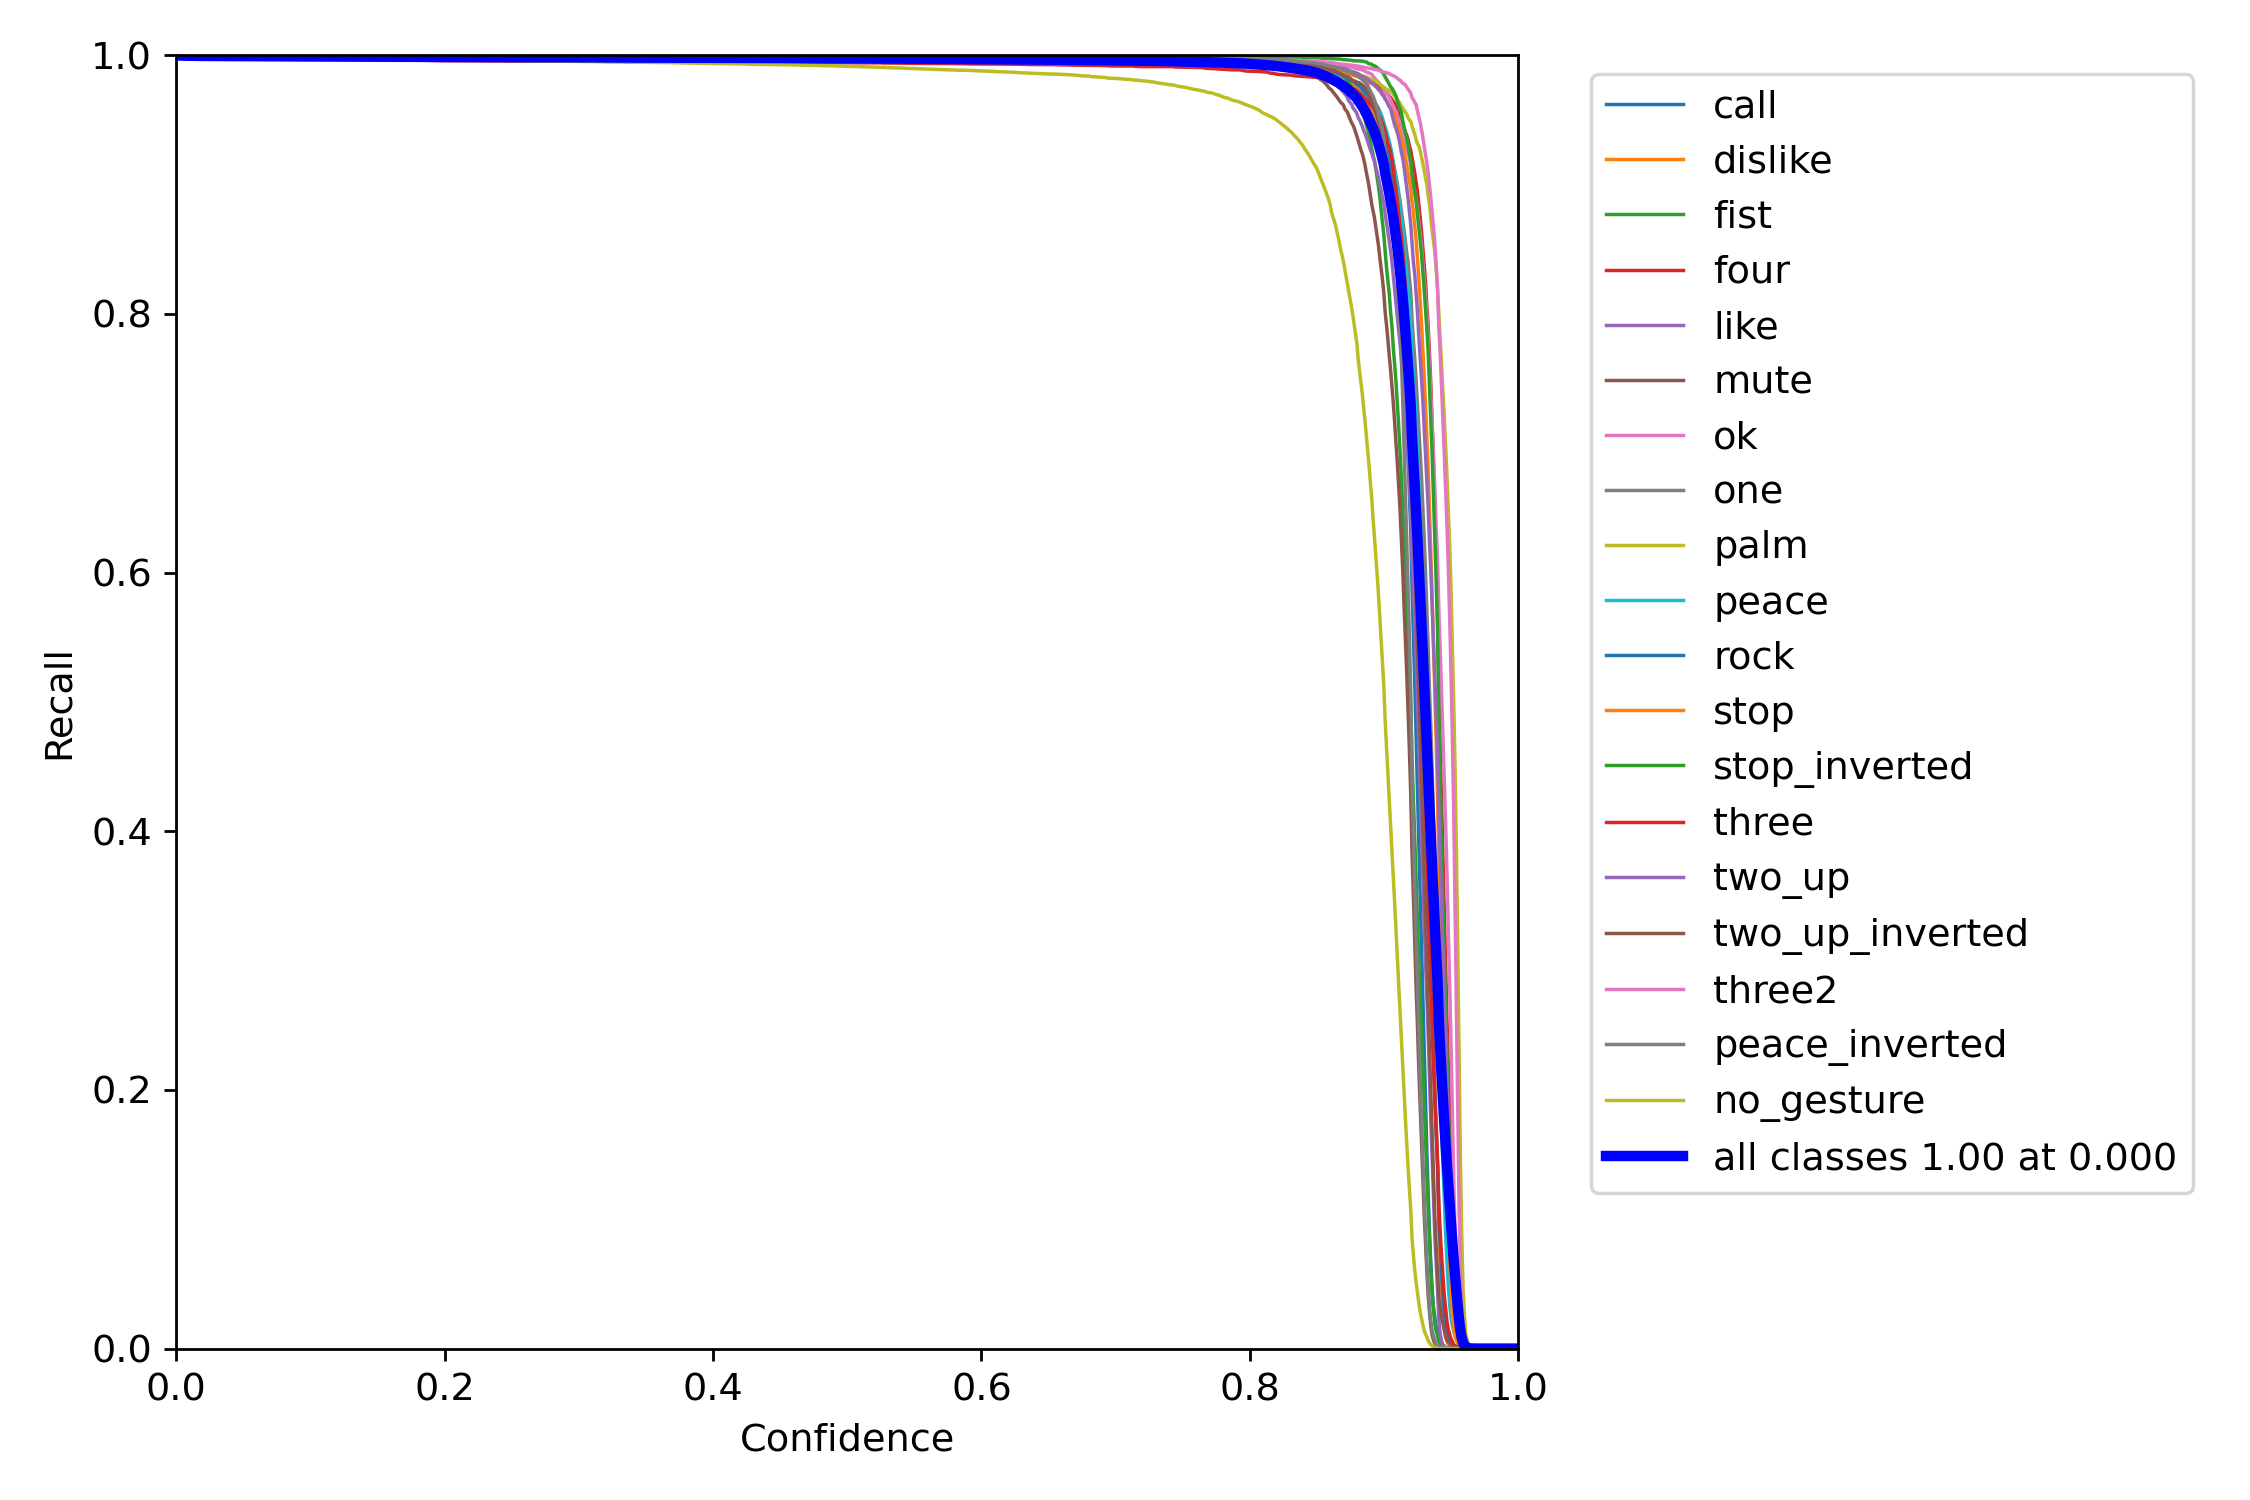 1.0
0.8
0.6
0.4
0.2
0.0
Recall
0.0 0.2 0.4 0.6 0.8 1.0
Confidence
call
dislike
fist
four
like
mute
ok
one
palm
peace
rock
stop
stop_inverted
three
two_up
two_up_inverted
three2
peace_inverted
no_gesture
all classes 1.00 at 0.000